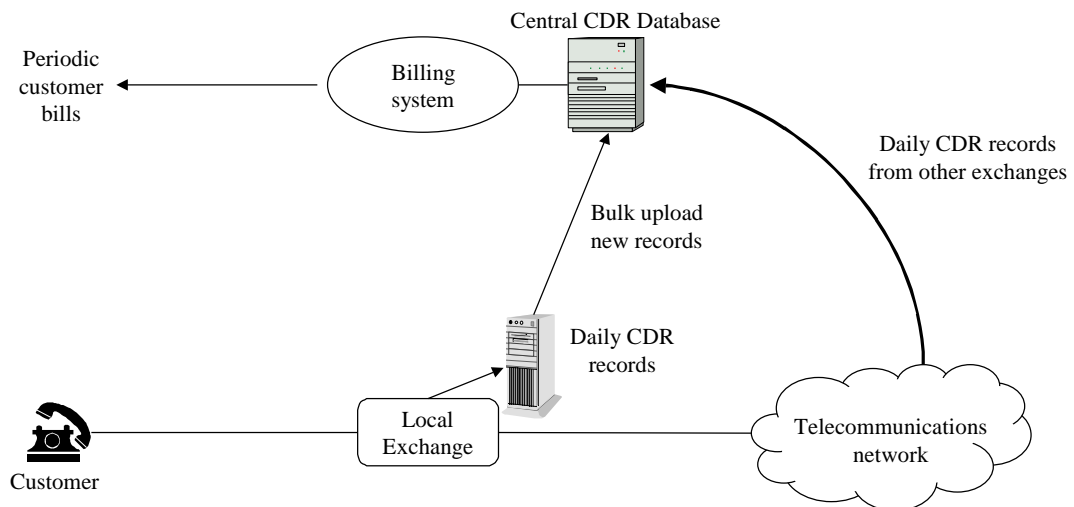 Central CDR Database
Periodic
customer
bills
Billing
system
Daily CDR records
from other exchanges
Bulk upload
new records
Daily CDR
records
Local
Exchange
Telecommunications
network
Customer